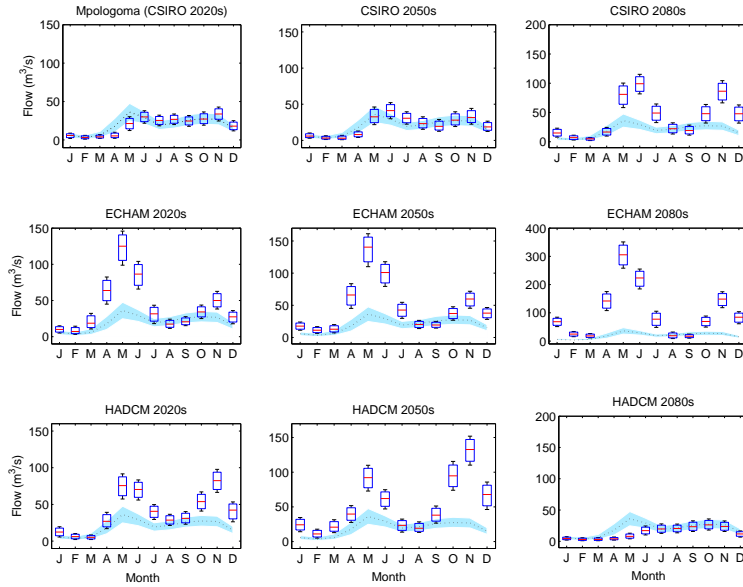 Mpologoma (CSIRO 2020s) CSIRO 2050s CSIRO 2080s
150 150 200
100 100 150
50 50 100
0 0 50
0
Flow (m³/s)
J F M A M J J A S O N D J F M A M J J A S O N D J F M A M J J A S O N D
ECHAM 2020s ECHAM 2050s ECHAM 2080s
150 150 400
100 100 300
50 50 200
0 0 100
0
Flow (m³/s)
J F M A M J J A S O N D J F M A M J J A S O N D J F M A M J J A S O N D
HADCM 2020s HADCM 2050s HADCM 2080s
150 150 200
100 100 150
50 50 100
0 0 50
0
Flow (m³/s)
J F M A M J J A S O N D J F M A M J J A S O N D J F M A M J J A S O N D
Month Month Month